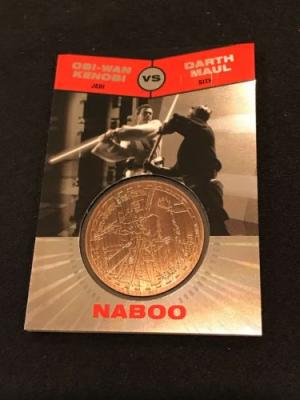 OBI-WAN
KENOBI
JEDI
VS
DARTH
MAUL
SITH
NABOO